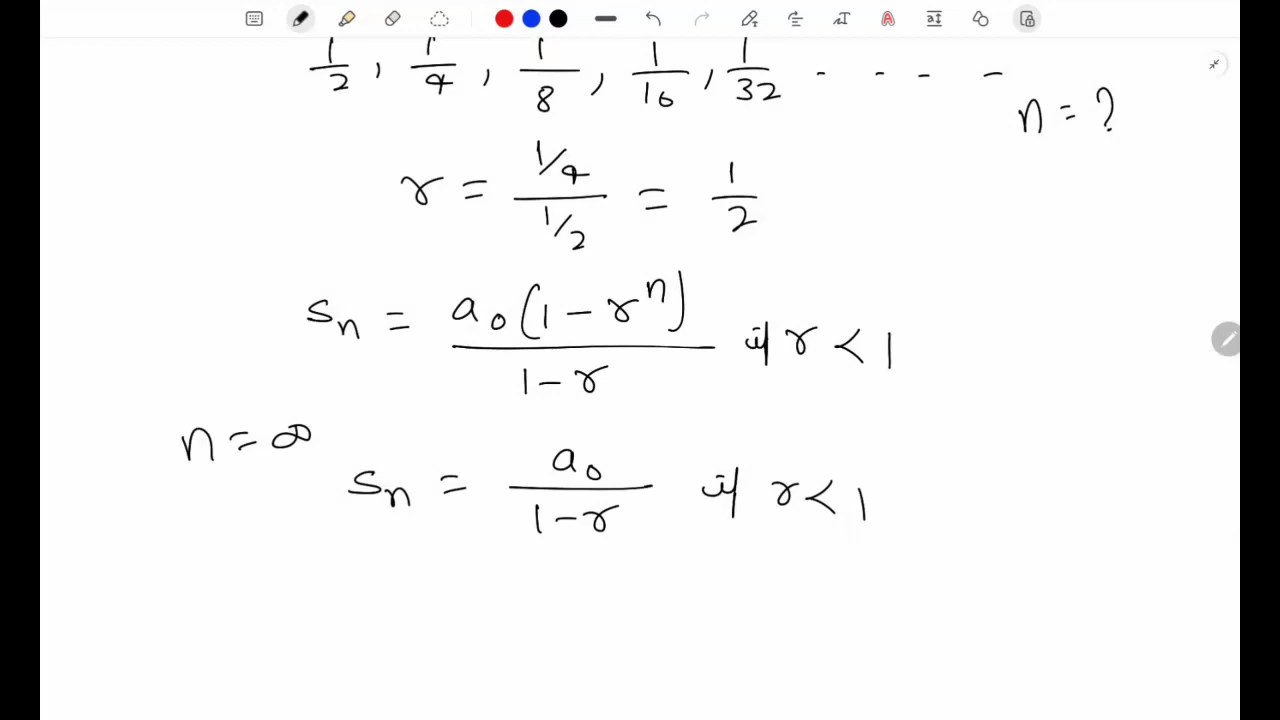 1/2, 1/4, 1/8, 1/16, 1/32 - - - -
n = ?
r = (1/4)/(1/2) = 1/2
Sn = a0(1-r^n)/(1-r) if r < 1
n = ∞
Sn = a0/(1-r) if r < 1